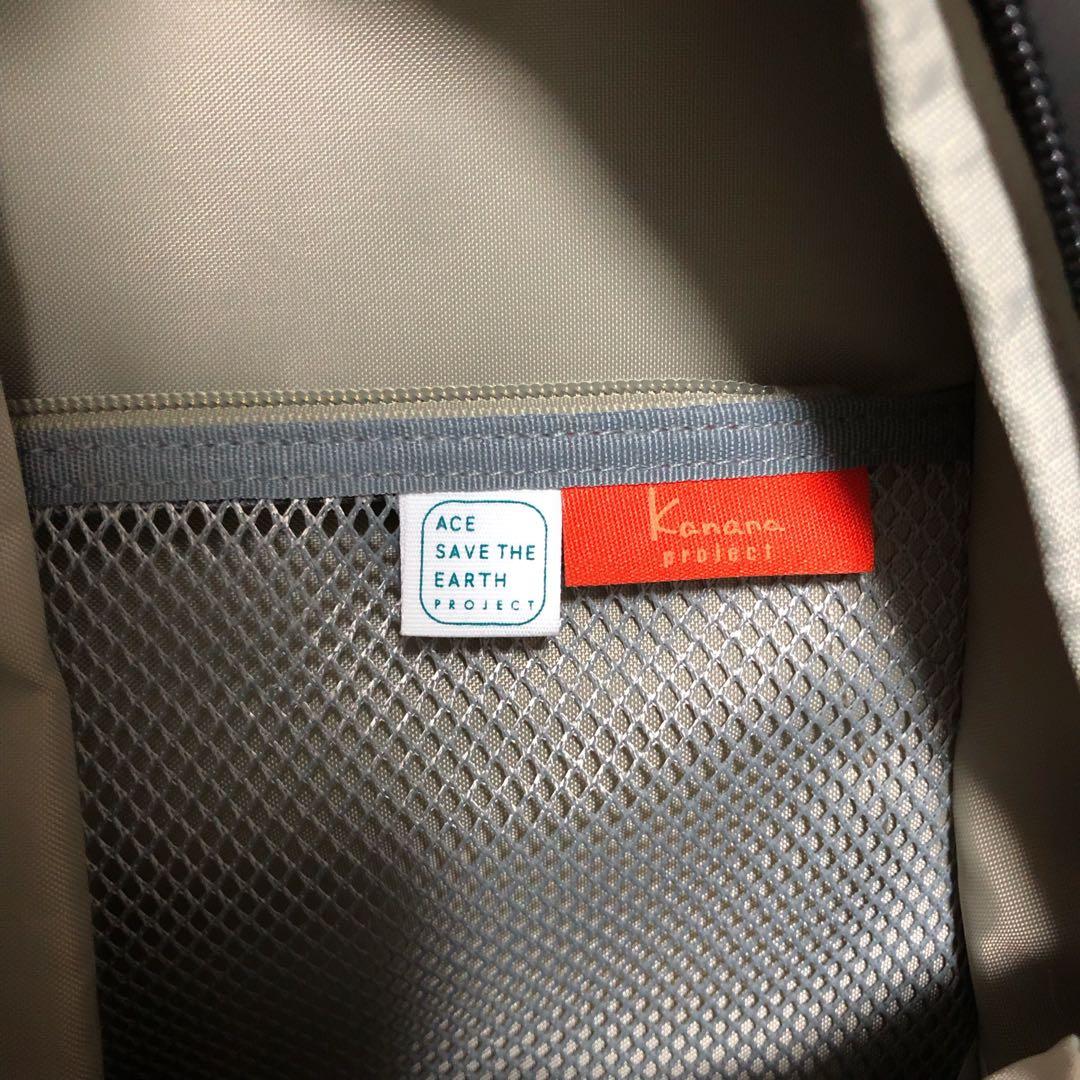 ACE
SAVE THE
EARTH
PROJECT
Kanana
project